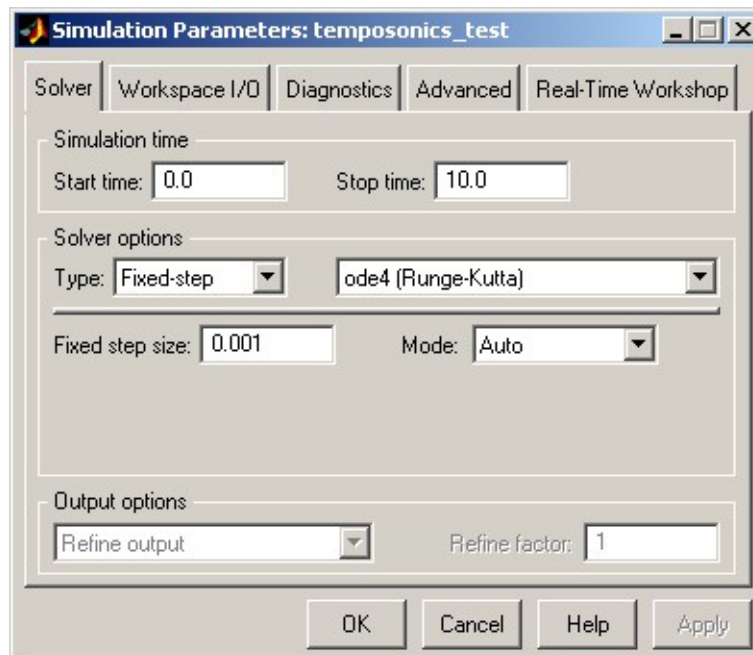 Simulation Parameters: temposonics_test
Solver Workspace I/O Diagnostics Advanced Real-Time Workshop
Simulation time
Start time: 0.0 Stop time: 10.0
Solver options
Type: Fixed-step ode4 (Runge-Kutta)
Fixed step size: 0.001 Mode: Auto
Output options
Refine output Refine factor: 1
OK Cancel Help Apply